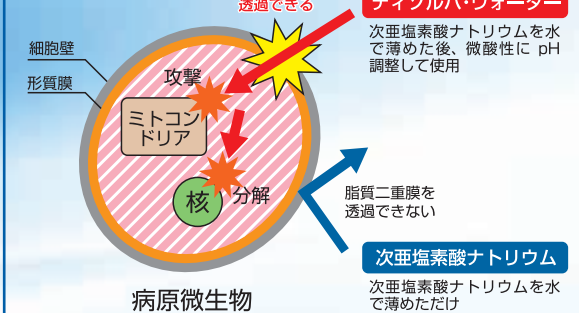 透過できる
ディゾルバ・ウォーター
次亜塩素酸ナトリウムを水
で薄めた後、微酸性に pH
調整して使用
細胞壁
形質膜
攻撃
ミトコン
ドリア
核
分解
脂質二重膜を
透過できない
次亜塩素酸ナトリウム
次亜塩素酸ナトリウムを水
で薄めただけ
病原微生物